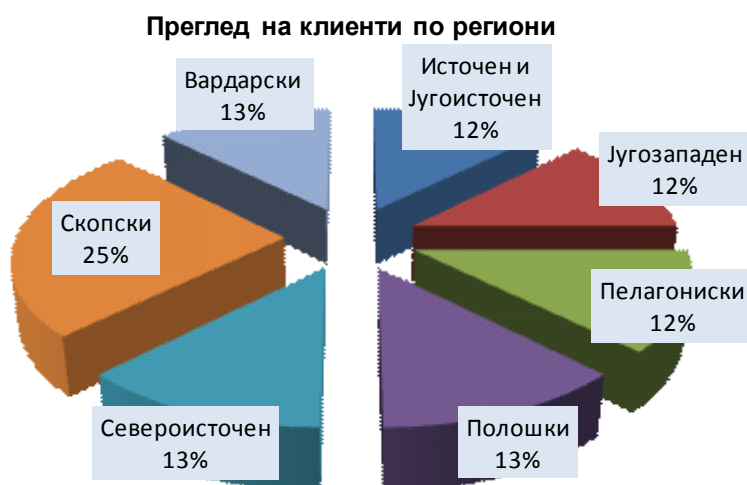 Преглед на клиенти по региони
Вардарски
13%
Источен и
Југоисточен
12%
Југозападен
12%
Скопски
25%
Пелагониски
12%
Североисточен
13%
Полошки
13%